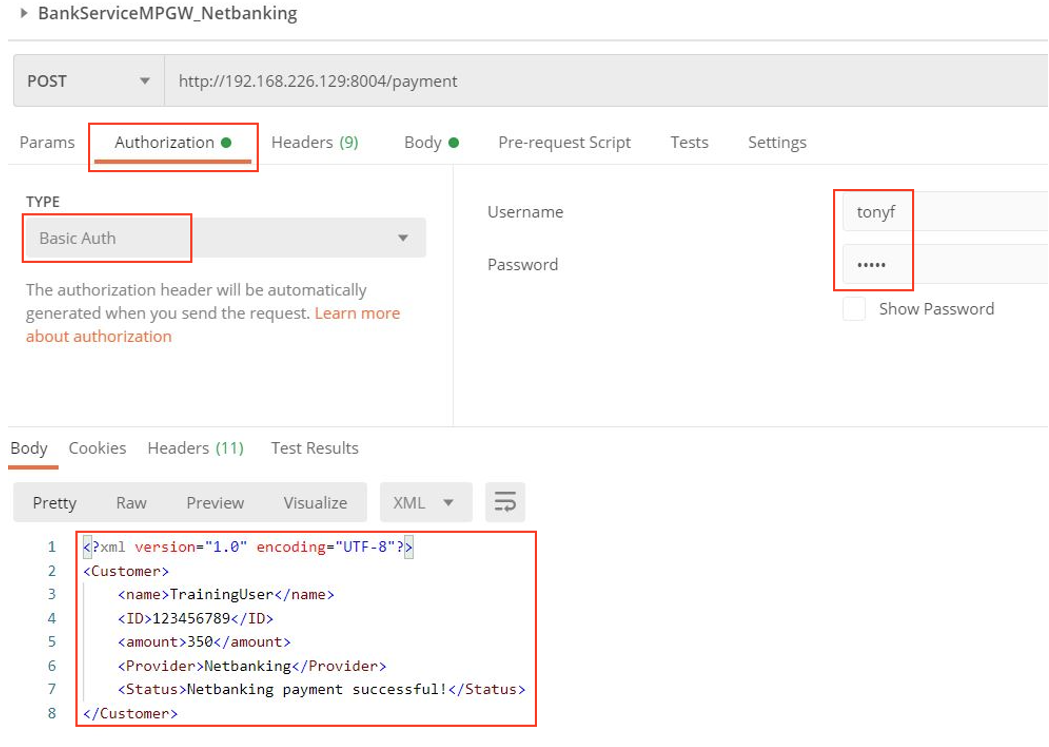 BankServiceMPGW_Netbanking
POST http://192.168.226.129:8004/payment
Params Authorization Headers (9) Body Pre-request Script Tests Settings
TYPE
Basic Auth
The authorization header will be automatically
generated when you send the request. Learn more
about authorization
Username tonyf
Password •••••
Show Password
Body Cookies Headers (11) Test Results
Pretty Raw Preview Visualize XML
1 <?xml version="1.0" encoding="UTF-8"?>
2 <Customer>
3 <name>TrainingUser</name>
4 <ID>123456789</ID>
5 <amount>350</amount>
6 <Provider>Netbanking</Provider>
7 <Status>Netbanking payment successful!</Status>
8 </Customer>